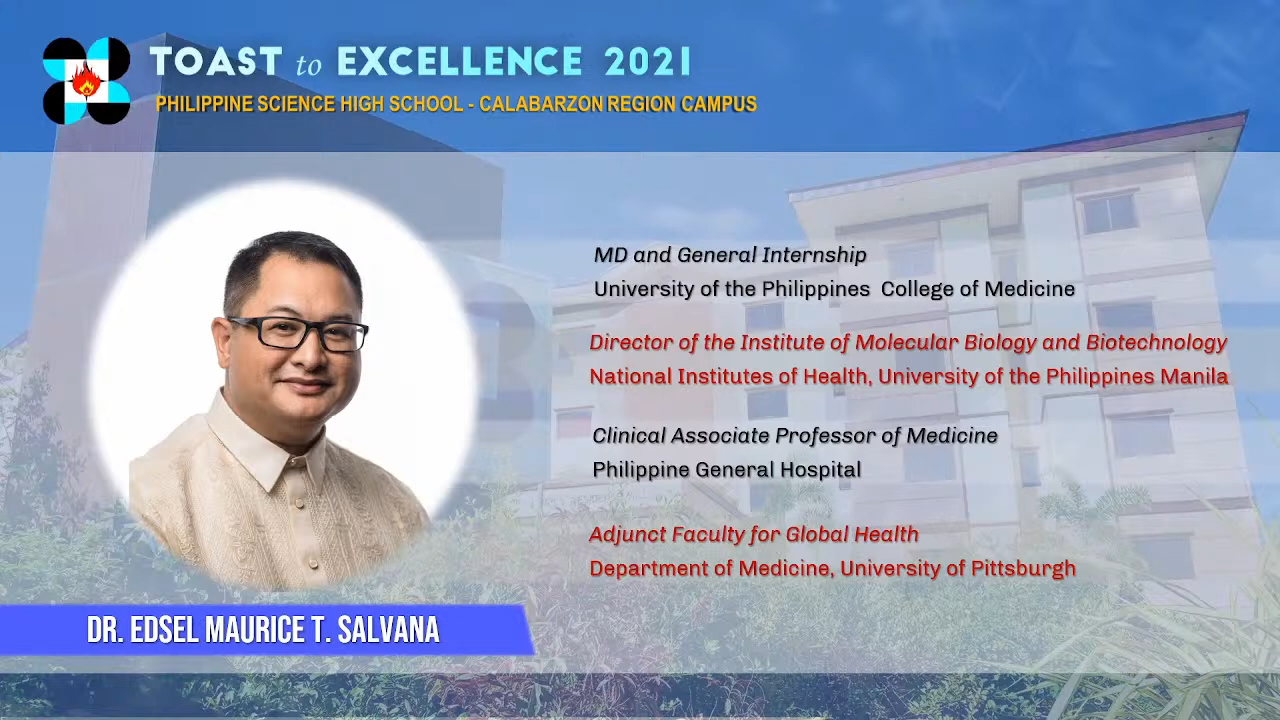 TOAST to EXCELLENCE 2021
PHILIPPINE SCIENCE HIGH SCHOOL - CALABARZON REGION CAMPUS
MD and General Internship
University of the Philippines College of Medicine
Director of the Institute of Molecular Biology and Biotechnology
National Institutes of Health, University of the Philippines Manila
Clinical Associate Professor of Medicine
Philippine General Hospital
Adjunct Faculty for Global Health
Department of Medicine, University of Pittsburgh
DR. EDSEL MAURICE T. SALVANA